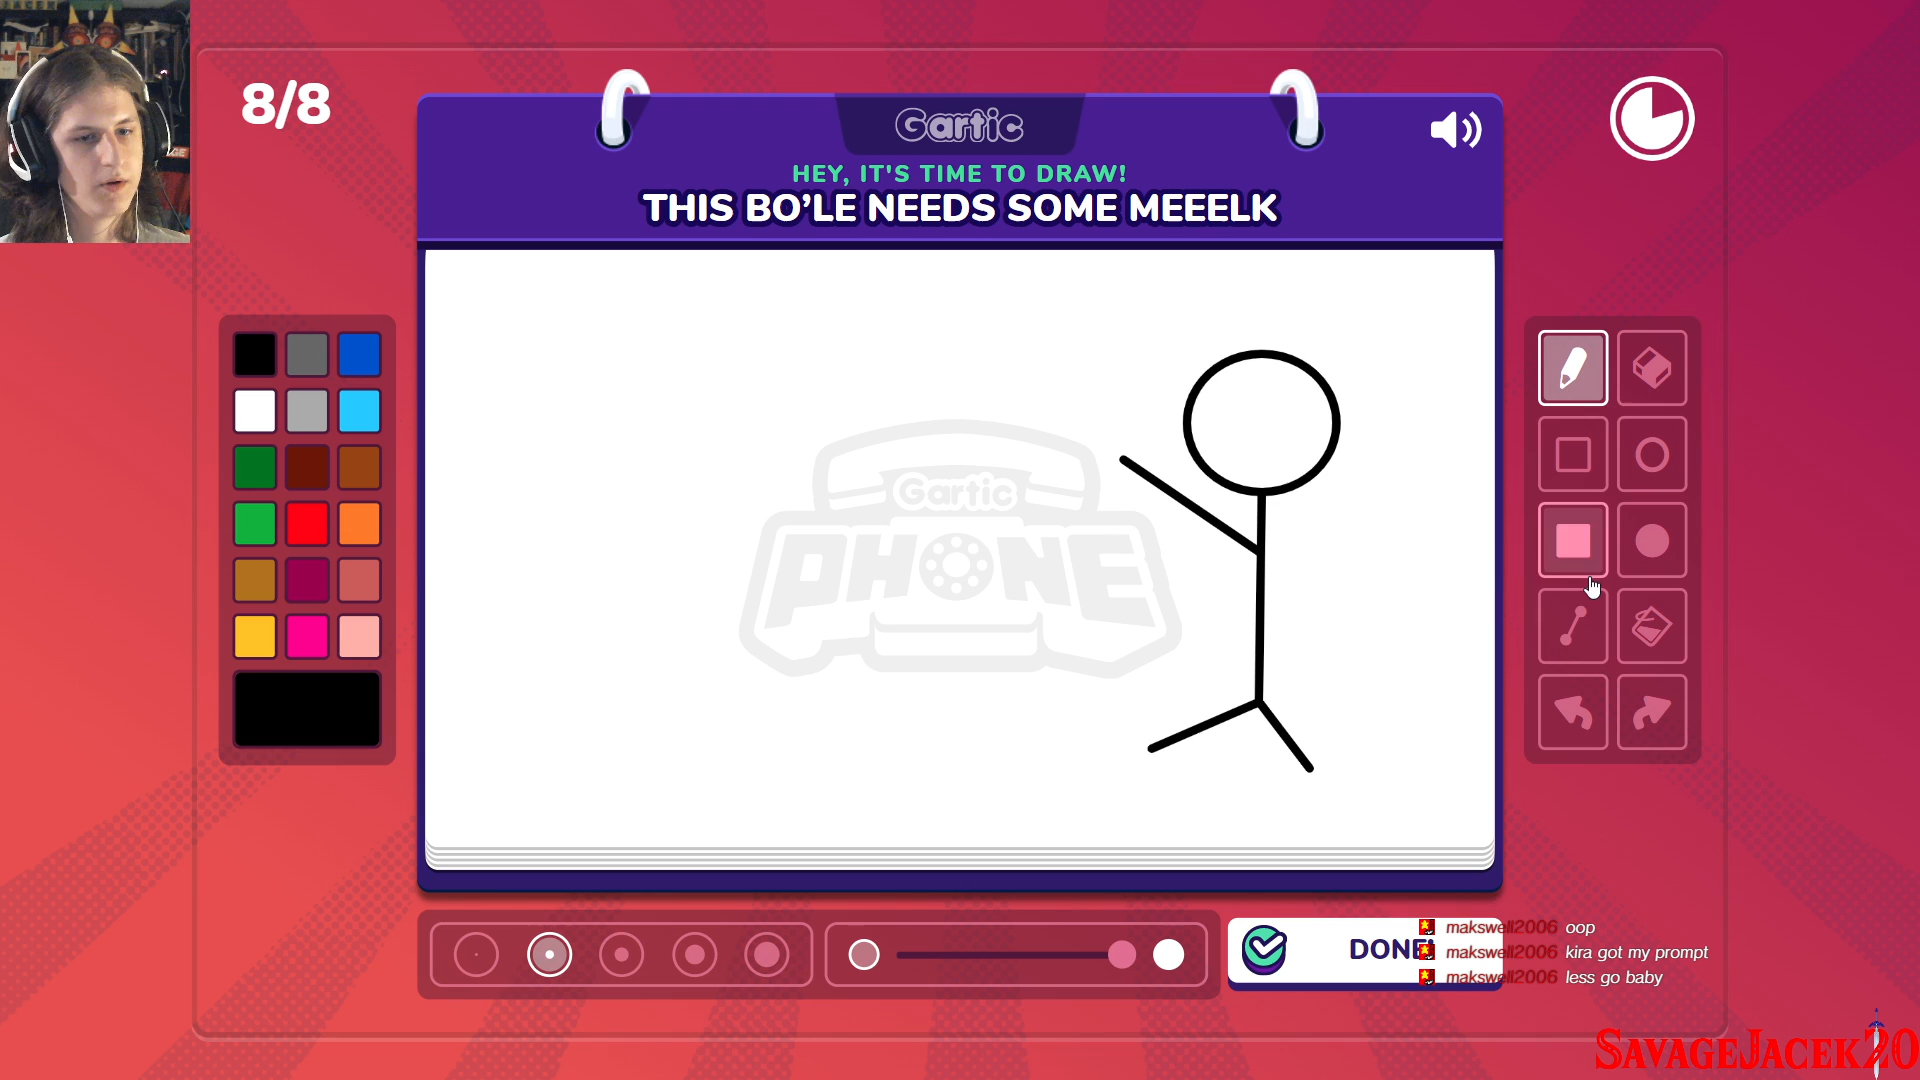 8/8
Gartic
HEY, IT'S TIME TO DRAW!
THIS BO'LE NEEDS SOME MEEELK
Gartic
PHONE
DONE!
makswell2006 oop
makswell2006 kira got my prompt
makswell2006 less go baby
SAVAGEJACEK20